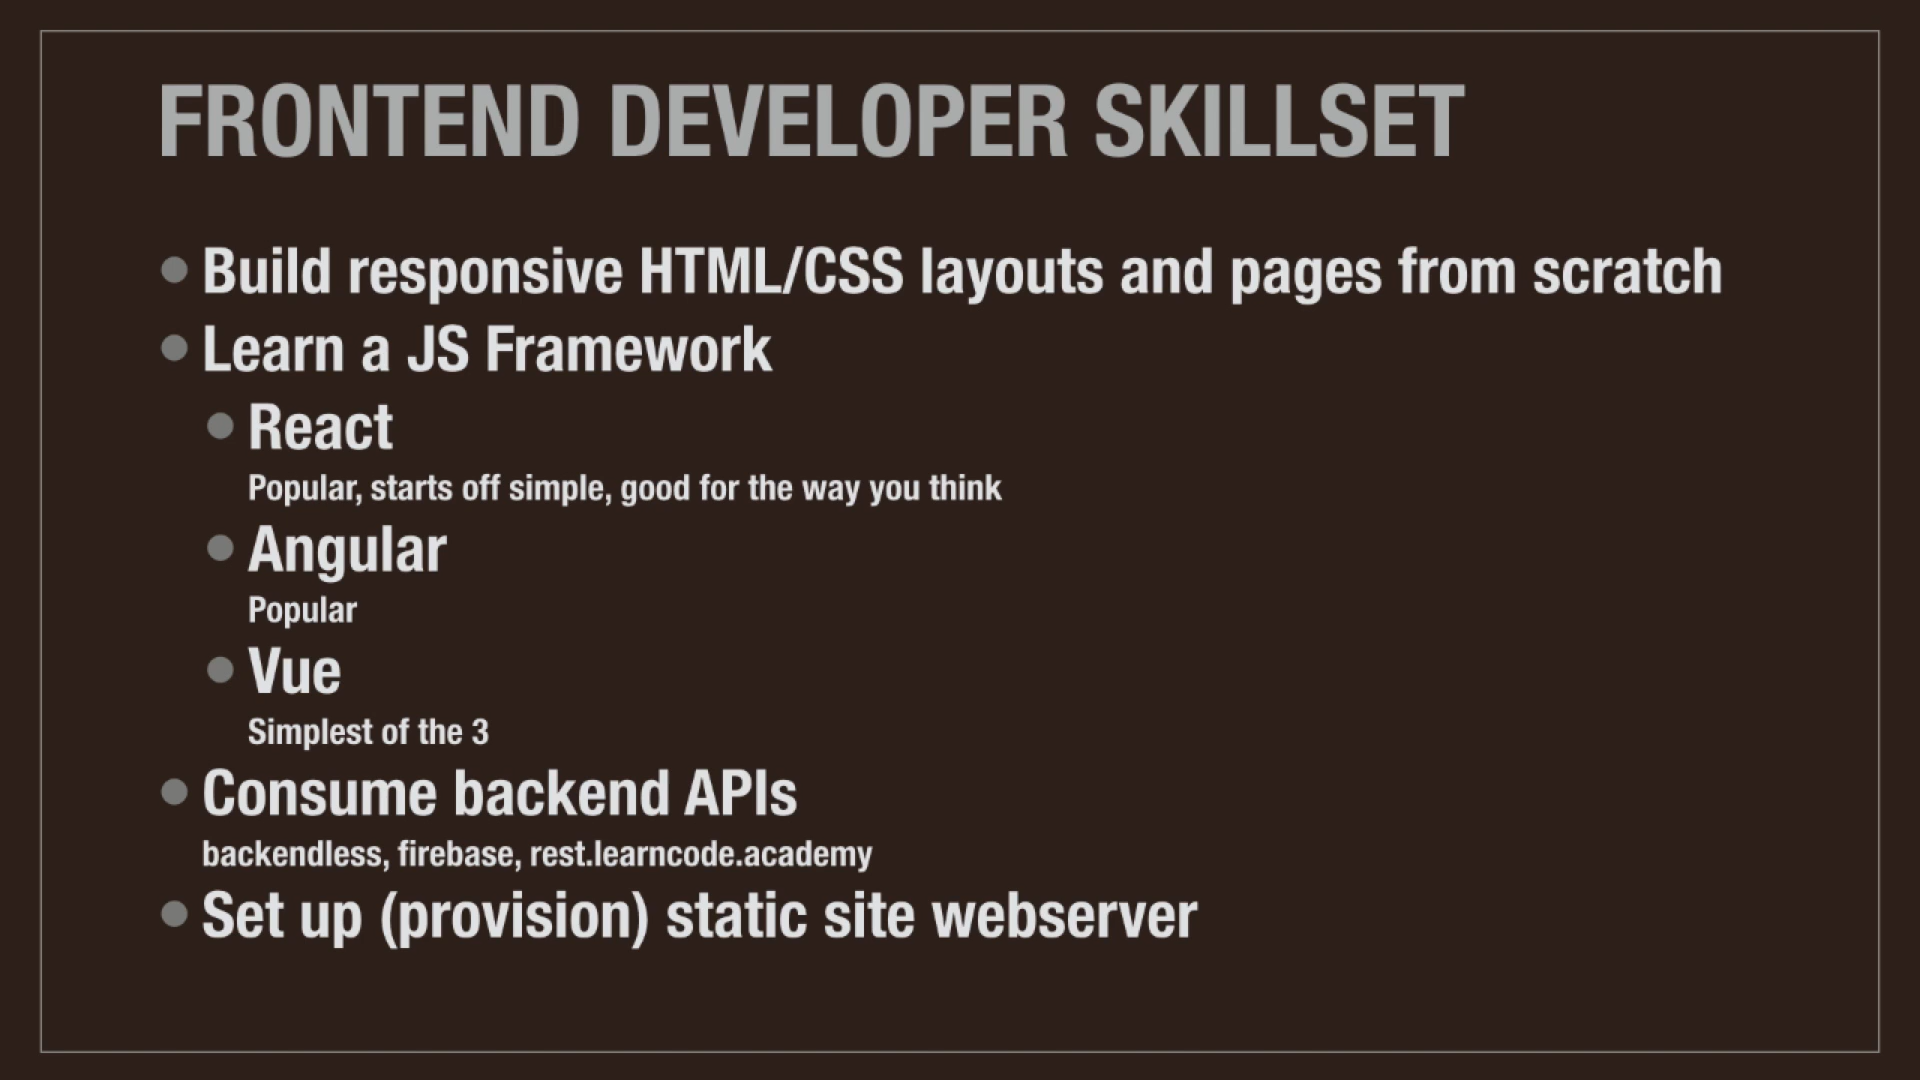 FRONTEND DEVELOPER SKILLSET
Build responsive HTML/CSS layouts and pages from scratch
Learn a JS Framework
React
Popular, starts off simple, good for the way you think
Angular
Popular
Vue
Simplest of the 3
Consume backend APIs
backendless, firebase, rest.learncode.academy
Set up (provision) static site webserver